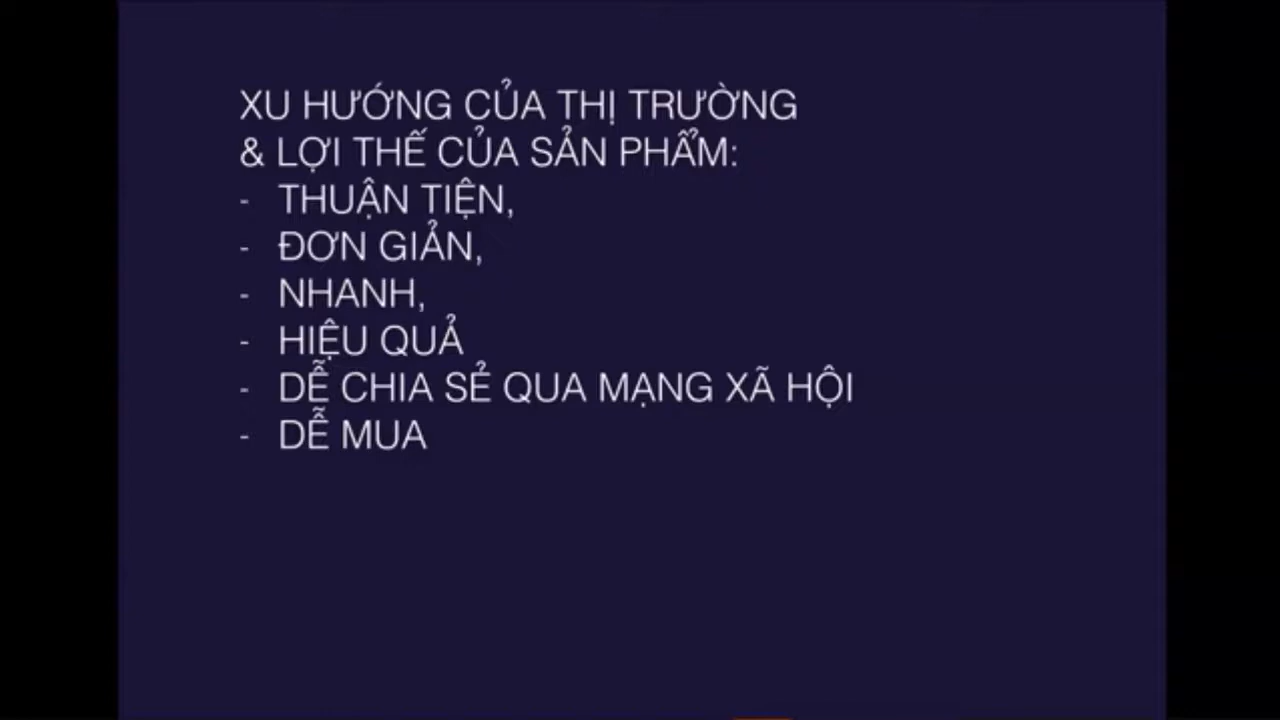 XU HƯỚNG CỦA THỊ TRƯỜNG
& LỢI THẾ CỦA SẢN PHẨM:
- THUẬN TIỆN,
- ĐƠN GIẢN,
- NHANH,
- HIỆU QUẢ
- DỄ CHIA SẺ QUA MẠNG XÃ HỘI
- DỄ MUA